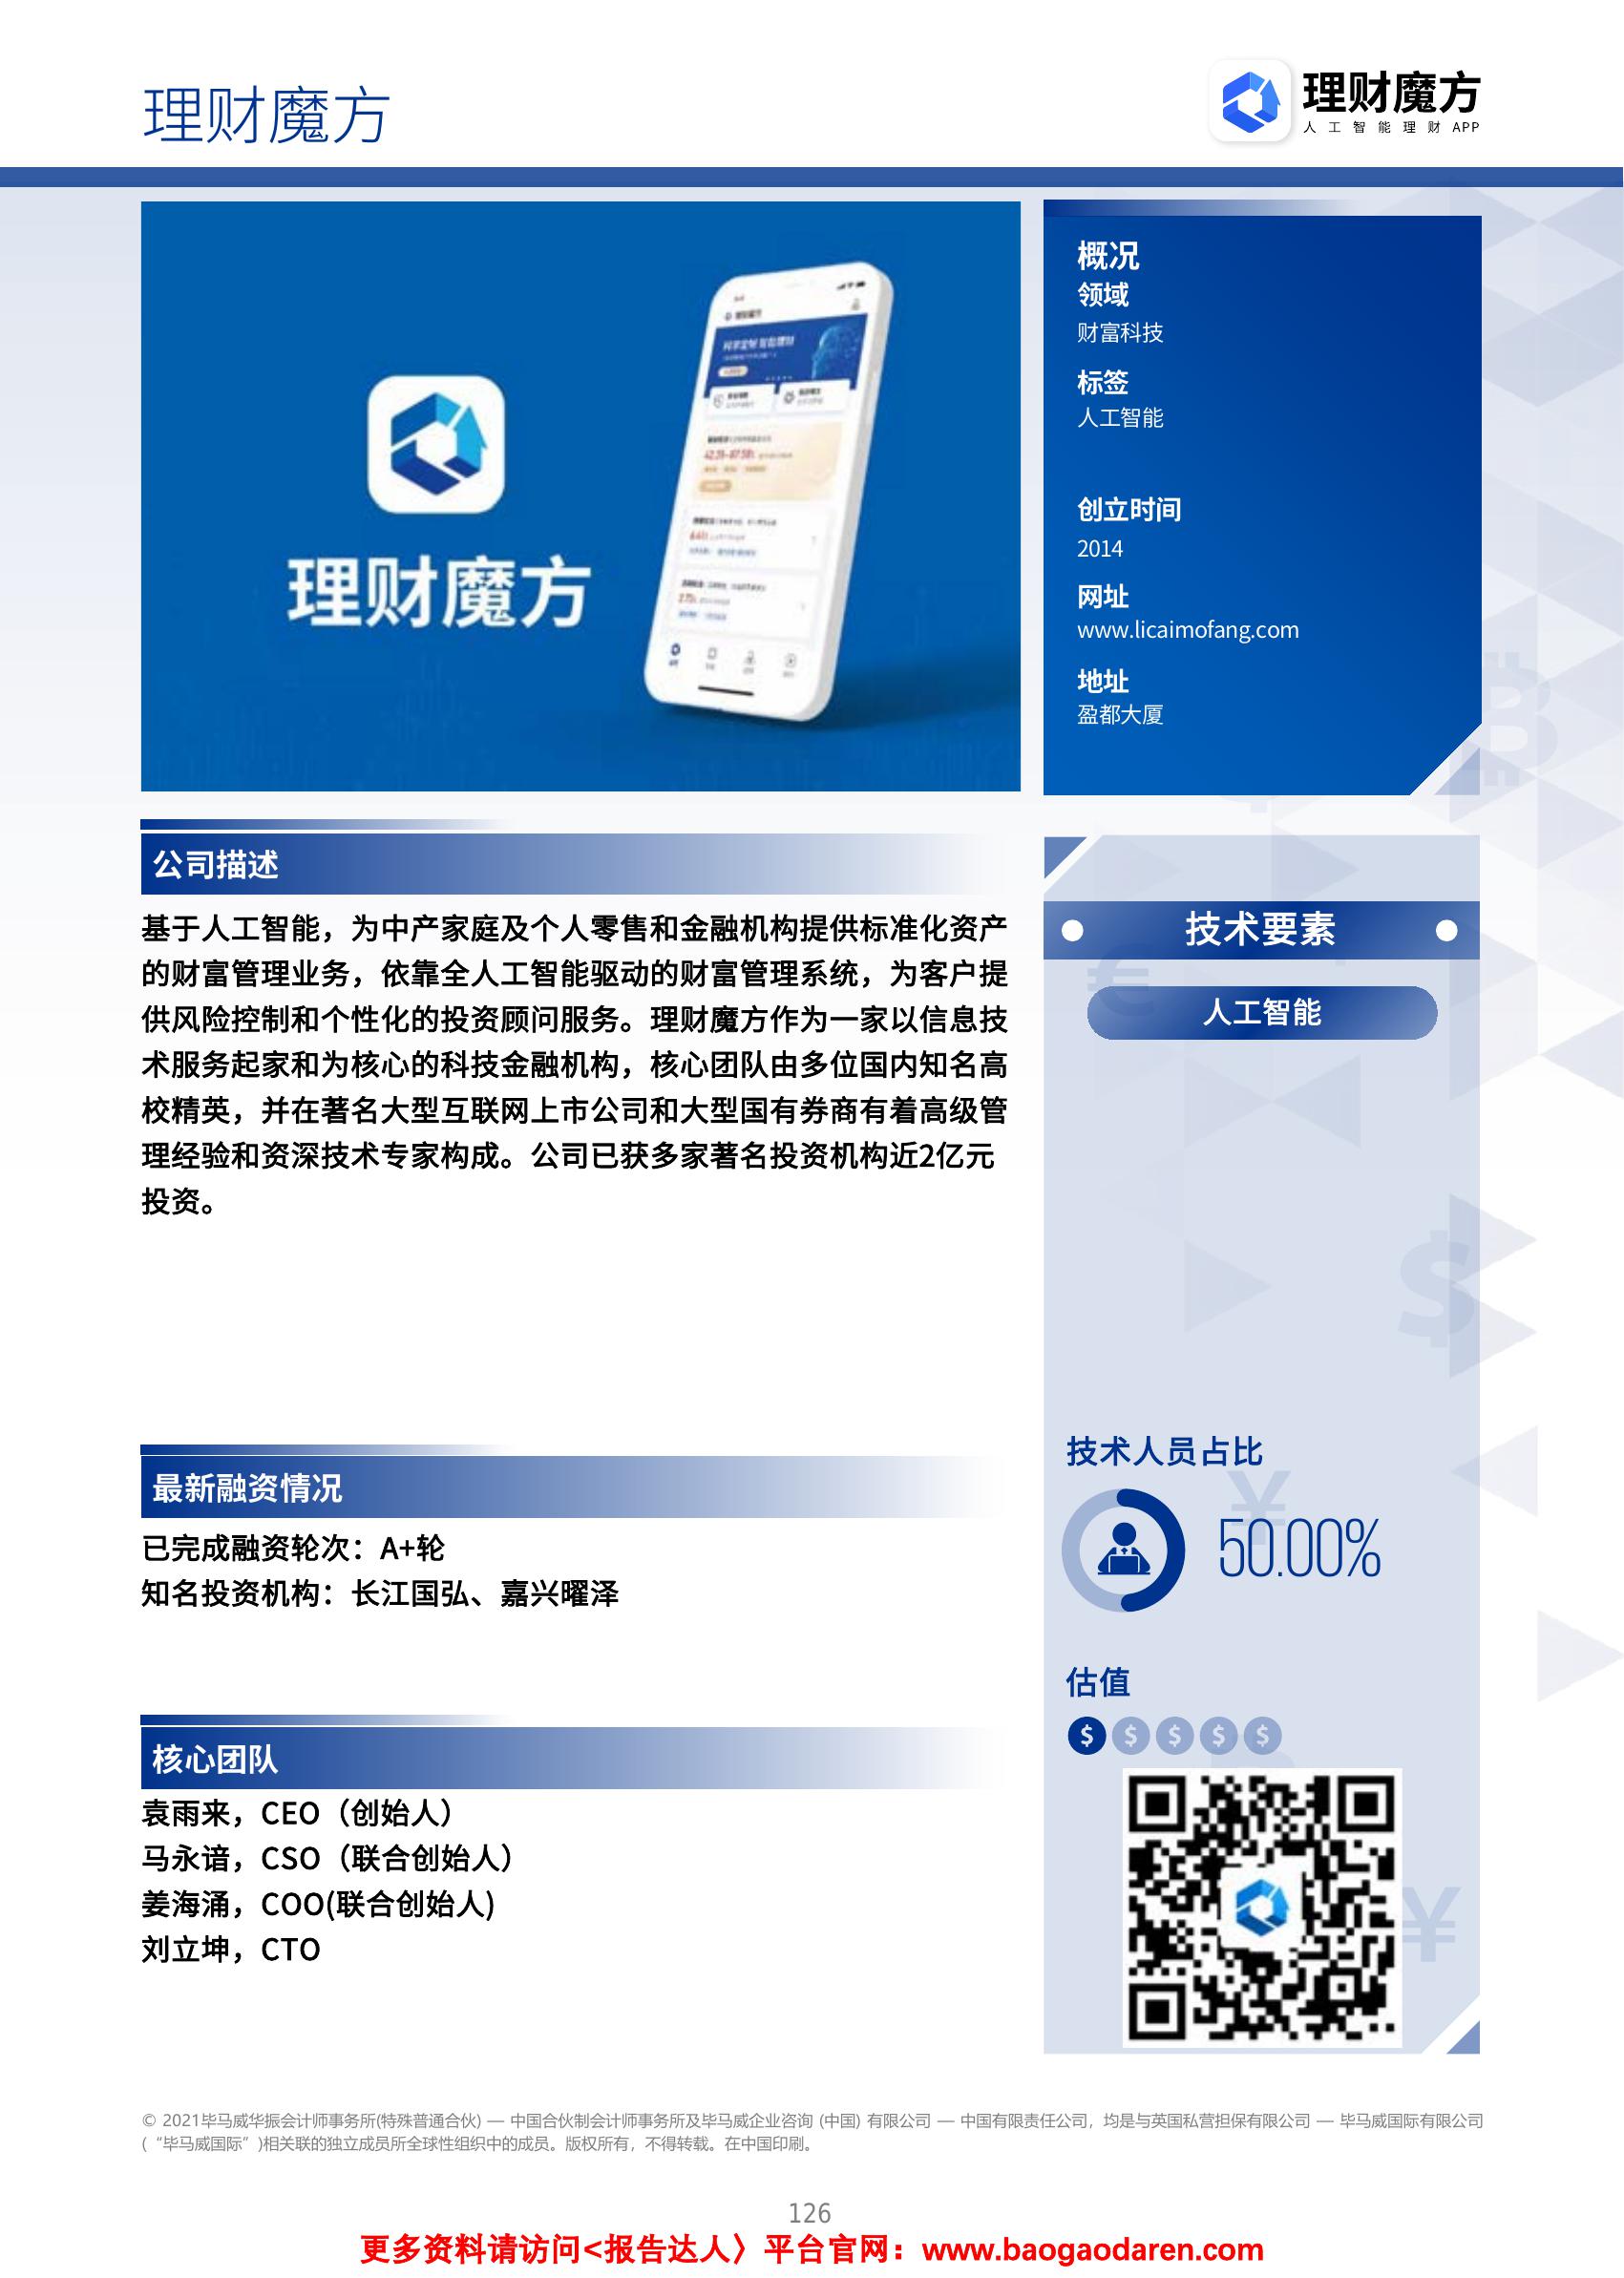 理财魔方
理财魔方
人工智能理财 APP
理财魔方
概况
领域
财富科技
标签
人工智能
创立时间
2014
网址
www.licaimofang.com
地址
盈都大厦
公司描述
基于人工智能，为中产家庭及个人零售和金融机构提供标准化资产
的财富管理业务，依靠全人工智能驱动的财富管理系统，为客户提
供风险控制和个性化的投资顾问服务。理财魔方作为一家以信息技
术服务起家和为核心的科技金融机构，核心团队由多位国内知名高
校精英，并在著名大型互联网上市公司和大型国有券商有着高级管
理经验和资深技术专家构成。公司已获多家著名投资机构近2亿元
投资。
技术要素
人工智能
最新融资情况
已完成融资轮次：A+轮
知名投资机构：长江国弘、嘉兴曜泽
技术人员占比
50.00%
估值
核心团队
袁雨来，CEO（创始人）
马永谙，CSO（联合创始人）
姜海涌，COO(联合创始人)
刘立坤，CTO
© 2021毕马威华振会计师事务所(特殊普通合伙) — 中国合伙制会计师事务所及毕马威企业咨询 (中国) 有限公司 — 中国有限责任公司，均是与英国私营担保有限公司 — 毕马威国际有限公司
(“毕马威国际”)相关联的独立成员所全球性组织中的成员。版权所有，不得转载。在中国印刷。
126
更多资料请访问<报告达人〉平台官网：www.baogaodaren.com